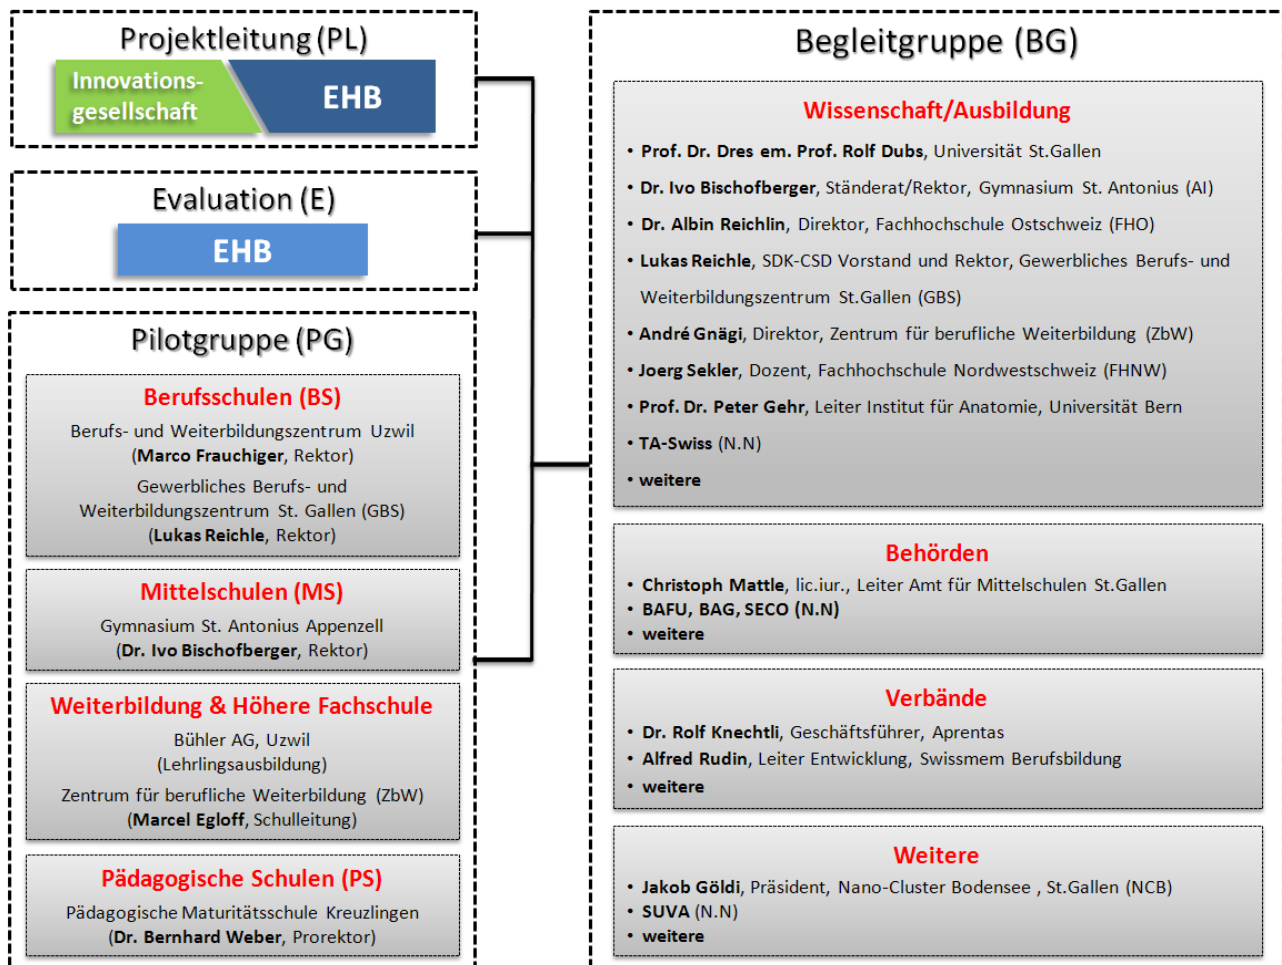 Projektleitung (PL)
Innovations-
gesellschaft
EHB
Evaluation (E)
EHB
Pilotgruppe (PG)
Berufsschulen (BS)
Berufs- und Weiterbildungszentrum Uzwil
(Marco Frauchiger, Rektor)
Gewerbliches Berufs- und
Weiterbildungszentrum St. Gallen (GBS)
(Lukas Reichle, Rektor)
Mittelschulen (MS)
Gymnasium St. Antonius Appenzell
(Dr. Ivo Bischofberger, Rektor)
Weiterbildung & Höhere Fachschule
Bühler AG, Uzwil
(Lehrlingsausbildung)
Zentrum für berufliche Weiterbildung (ZbW)
(Marcel Egloff, Schulleitung)
Pädagogische Schulen (PS)
Pädagogische Maturitätsschule Kreuzlingen
(Dr. Bernhard Weber, Prorektor)
Begleitgruppe (BG)
Wissenschaft/Ausbildung
• Prof. Dr. Dres em. Prof. Rolf Dubs, Universität St.Gallen
• Dr. Ivo Bischofberger, Ständerat/Rektor, Gymnasium St. Antonius (AI)
• Dr. Albin Reichlin, Direktor, Fachhochschule Ostschweiz (FHO)
• Lukas Reichle, SDK-CSD Vorstand und Rektor, Gewerbliches Berufs- und
Weiterbildungszentrum St.Gallen (GBS)
• André Gnägi, Direktor, Zentrum für berufliche Weiterbildung (ZbW)
• Joerg Sekler, Dozent, Fachhochschule Nordwestschweiz (FHNW)
• Prof. Dr. Peter Gehr, Leiter Institut für Anatomie, Universität Bern
• TA-Swiss (N.N)
• weitere
Behörden
• Christoph Mattle, lic.iur., Leiter Amt für Mittelschulen St.Gallen
• BAFU, BAG, SECO (N.N)
• weitere
Verbände
• Dr. Rolf Knechtli, Geschäftsführer, Aprentas
• Alfred Rudin, Leiter Entwicklung, Swissmem Berufsbildung
• weitere
Weitere
• Jakob Göldi, Präsident, Nano-Cluster Bodensee , St.Gallen (NCB)
• SUVA (N.N)
• weitere